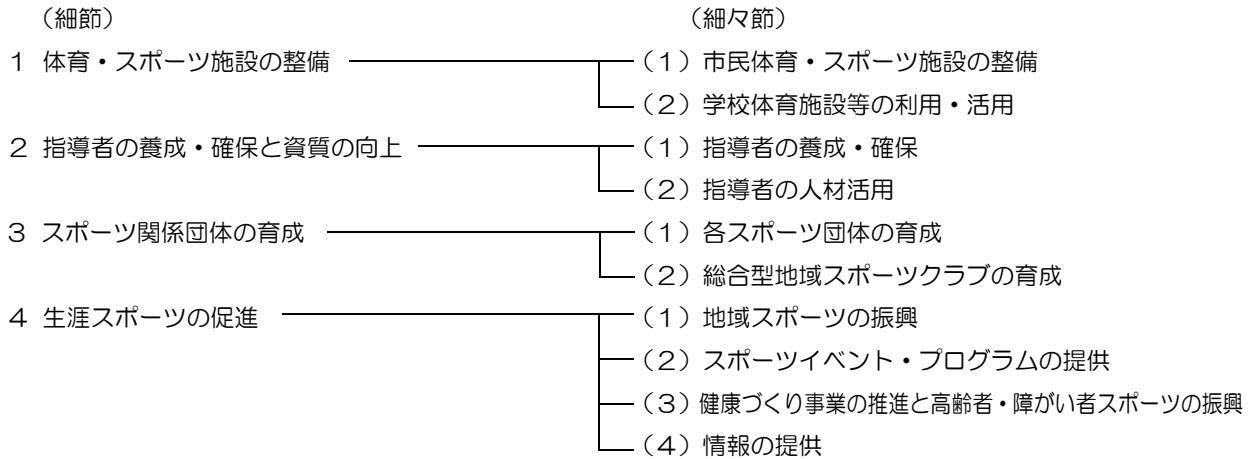 （細節） （細々節）
１ 体育・スポーツ施設の整備 （１）市民体育・スポーツ施設の整備
（２）学校体育施設等の利用・活用
２ 指導者の養成・確保と資質の向上 （１）指導者の養成・確保
（２）指導者の人材活用
３ スポーツ関係団体の育成 （１）各スポーツ団体の育成
（２）総合型地域スポーツクラブの育成
４ 生涯スポーツの促進 （１）地域スポーツの振興
（２）スポーツイベント・プログラムの提供
（３）健康づくり事業の推進と高齢者・障がい者スポーツの振興
（４）情報の提供